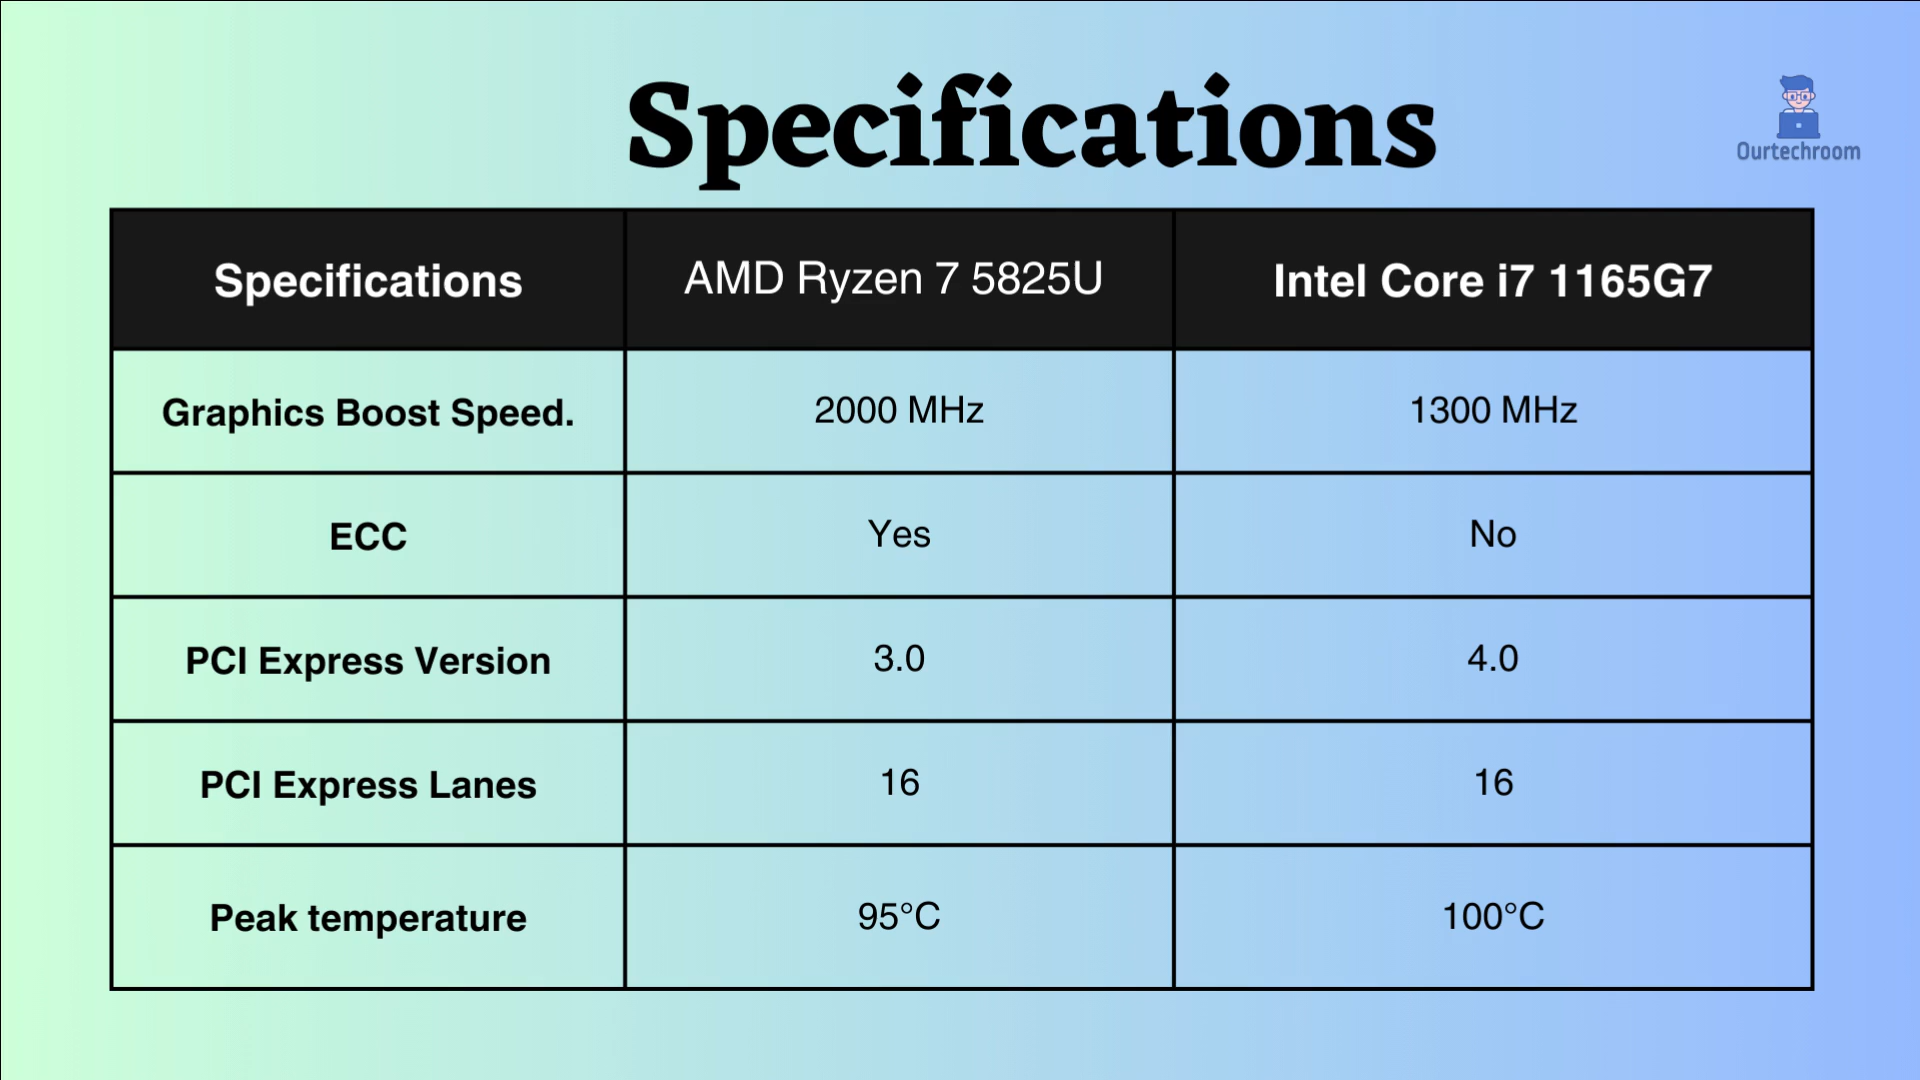 Specifications
Ourtechroom
Specifications AMD Ryzen 7 5825U Intel Core i7 1165G7
Graphics Boost Speed. 2000 MHz 1300 MHz
ECC Yes No
PCI Express Version 3.0 4.0
PCI Express Lanes 16 16
Peak temperature 95°C 100°C